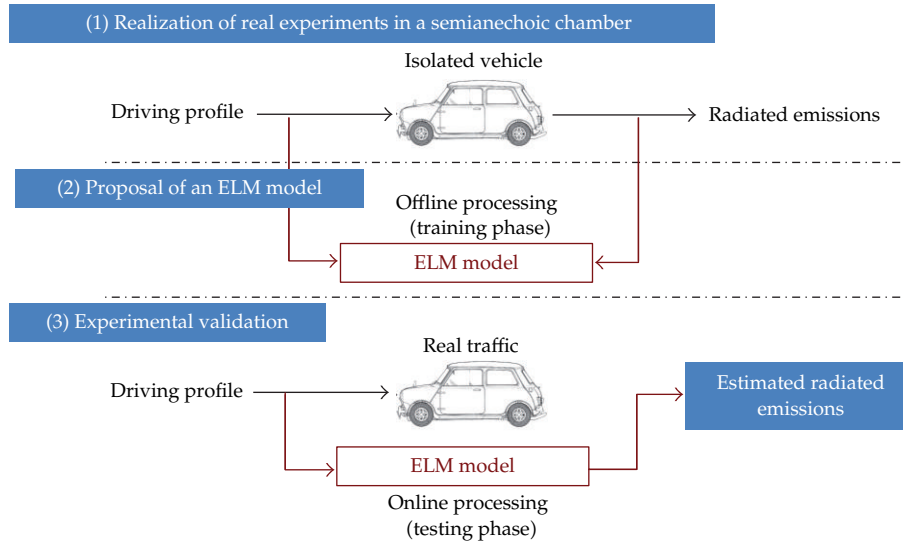 (1) Realization of real experiments in a semianechoic chamber
Isolated vehicle
Driving profile
Radiated emissions
(2) Proposal of an ELM model
Offline processing
(training phase)
ELM model
(3) Experimental validation
Real traffic
Driving profile
Estimated radiated
emissions
ELM model
Online processing
(testing phase)